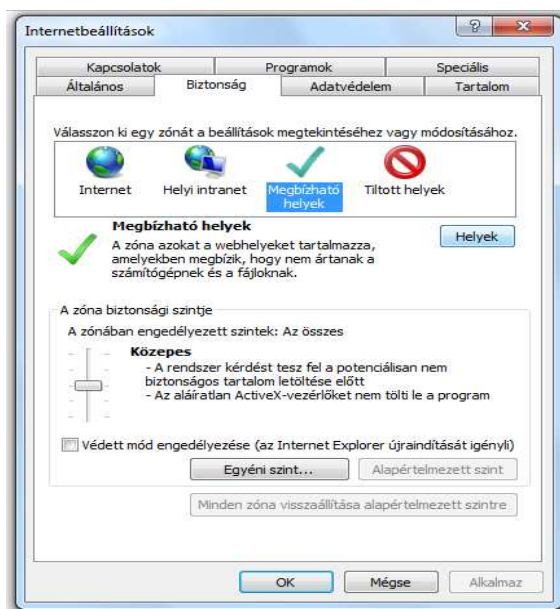 Internetbeállítások
Kapcsolatok Programok Speciális
Általános Biztonság Adatvédelem Tartalom
Válasszon ki egy zónát a beállítások megtekintéséhez vagy módosításához.
Internet Helyi intranet Megbízható helyek Tiltott helyek
Megbízható helyek
Helyek
A zóna azokat a webhelyeket tartalmazza,
amelyekben megbízik, hogy nem ártanak a
számítógépnek és a fájloknak.
A zóna biztonsági szintje
A zónában engedélyezett szintek: Az összes
Közepes
- A rendszer kérdést tesz fel a potenciálisan nem
biztonságos tartalom letöltése előtt
- Az aláíratlan ActiveX-vezérlőket nem tölti le a program
Védett mód engedélyezése (az Internet Explorer újraindítását igényli)
Egyéni szint... Alapértelmezett szint
Minden zóna visszaállítása alapértelmezett szintre
OK Mégse Alkalmaz